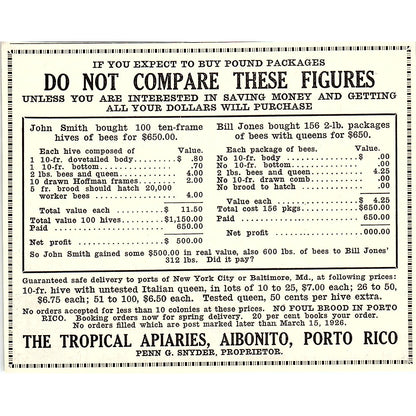 IF YOU EXPECT TO BUY POUND PACKAGES
DO NOT COMPARE THESE FIGURES
UNLESS YOU ARE INTERESTED IN SAVING MONEY AND GETTING
ALL YOUR DOLLARS WILL PURCHASE
John Smith bought 100 ten-frame
hives of bees for $650.00.
Each hive composed of Value.
1 10-fr. dovetailed body $ .80
1 10-fr. bottom .70
2 lbs. bees and queen 4.00
10 drawn Hoffman frames 2.00
5 fr. brood should hatch 20,000
worker bees 4.00
Total value each $ 11.50
Total value 100 hives $1,150.00
Paid 650.00
Net profit $ 500.00
Bill Jones bought 156 2-lb. packages
of bees with queens for $650.
Each package of bees. Value.
No 10-fr. body $ .00
No 10-fr. bottom .00
2 lbs. bees and queen 4.25
No 10-fr. drawn comb .00
No brood to hatch .00
Value each $ 4.25
Total cost 156 pkgs. $650.00
Paid 650.00
Net profit 000.00
So John Smith gained some $500.00 in real value, also 600 lbs. of bees to Bill Jones'
312 lbs. Did it pay?
Guaranteed safe delivery to ports of New York City or Baltimore, Md., at following prices:
10-fr. hive with untested Italian queen, in lots of 10 to 25, $7.00 each; 26 to 50,
$6.75 each; 51 to 100, $6.50 each. Tested queen, 50 cents per hive extra.
No orders accepted for less than 10 colonies at these prices. NO FOUL BROOD IN PORTO
RICO. Booking orders now for spring delivery. 20 per cent books your order.
No orders filled which are post marked later than March 15, 1926.
THE TROPICAL APIARIES, AIBONITO, PORTO RICO
PENN G. SNYDER, PROPRIETOR.